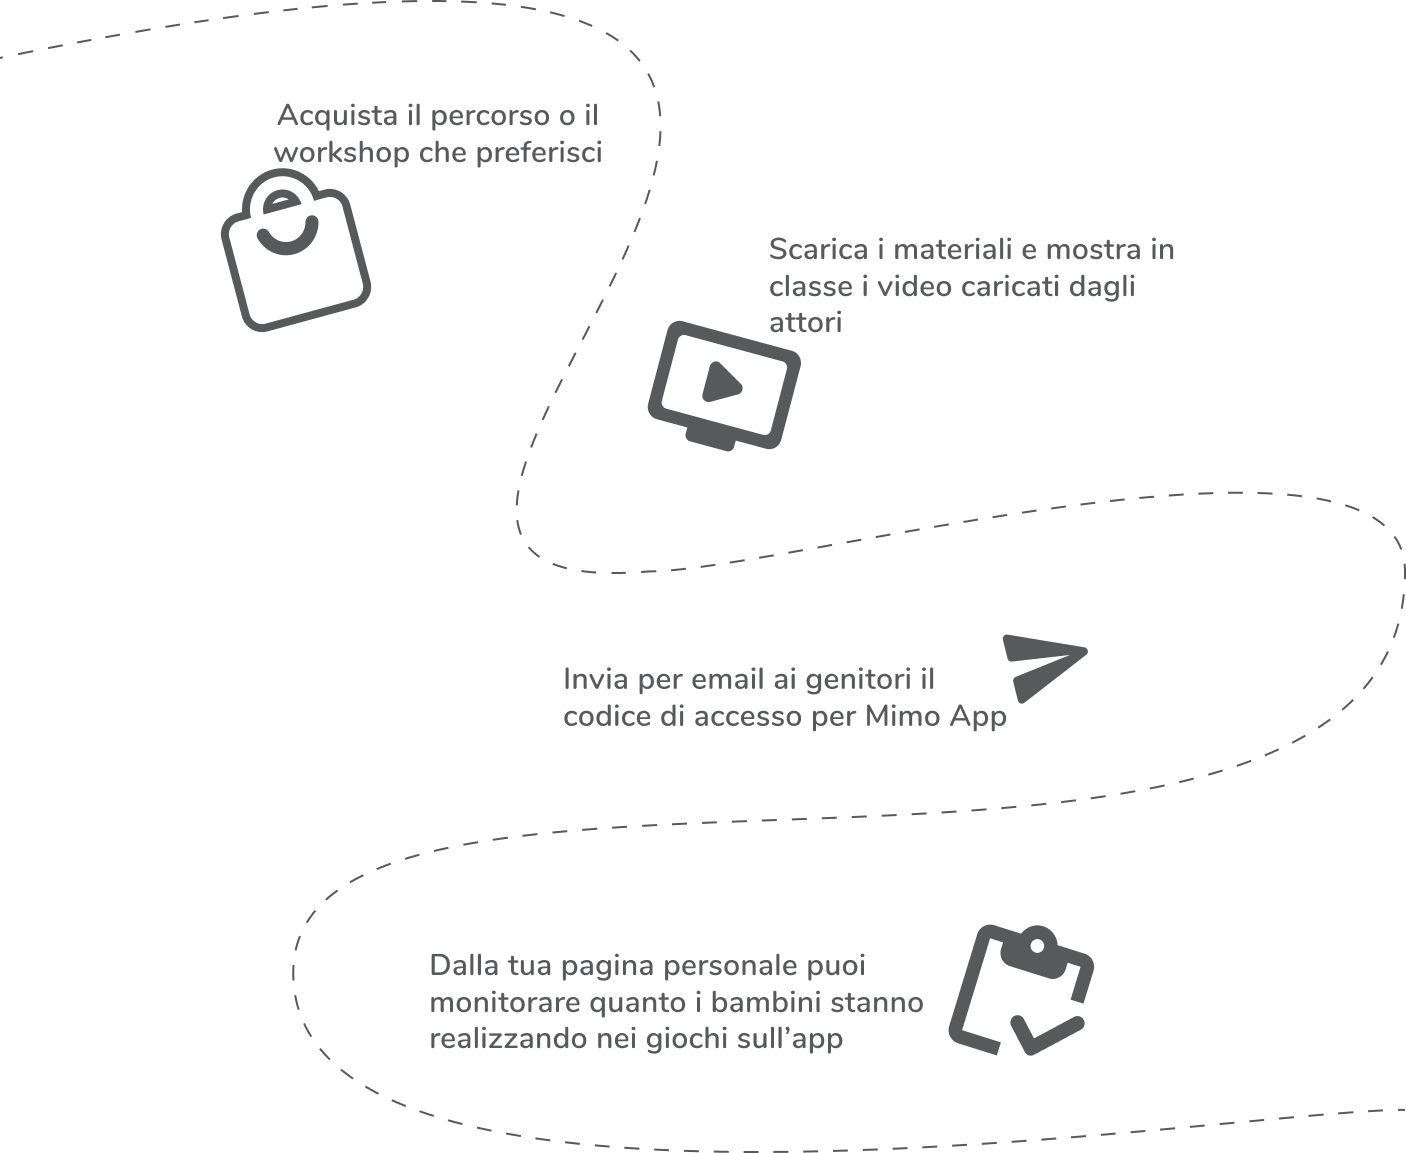 Acquista il percorso o il
workshop che preferisci
Scarica i materiali e mostra in
classe i video caricati dagli
attori
Invia per email ai genitori il
codice di accesso per Mimo App
Dalla tua pagina personale puoi
monitorare quanto i bambini stanno
realizzando nei giochi sull’app